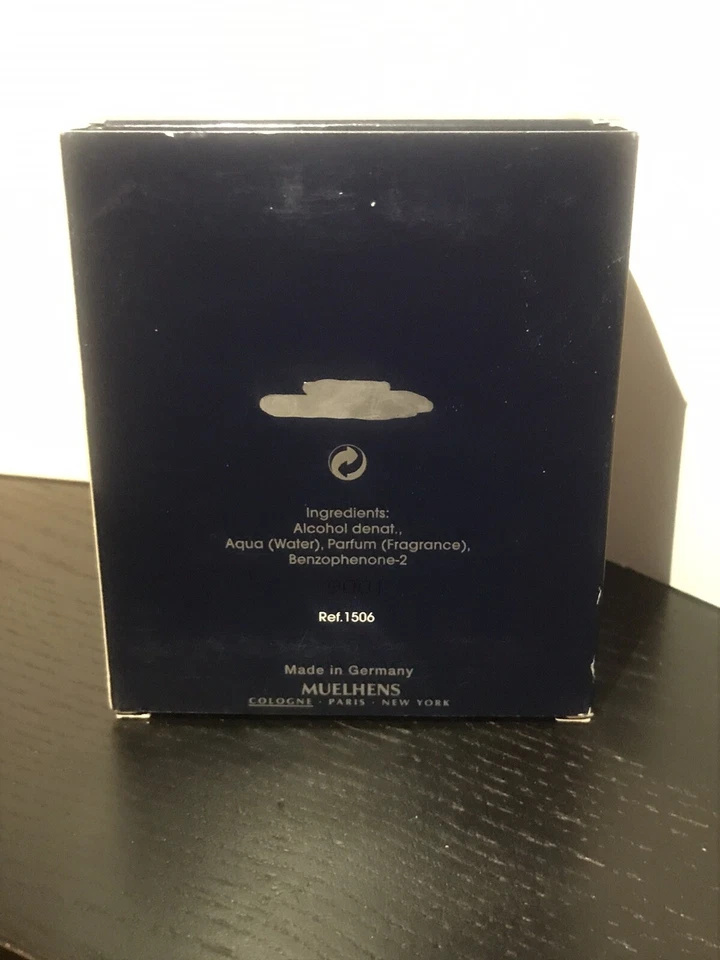 Ingredients:
Alcohol denat.,
Aqua (Water), Parfum (Fragrance),
Benzophenone-2
Ref.1506
Made in Germany
MUELHENS
COLOGNE · PARIS · NEW YORK